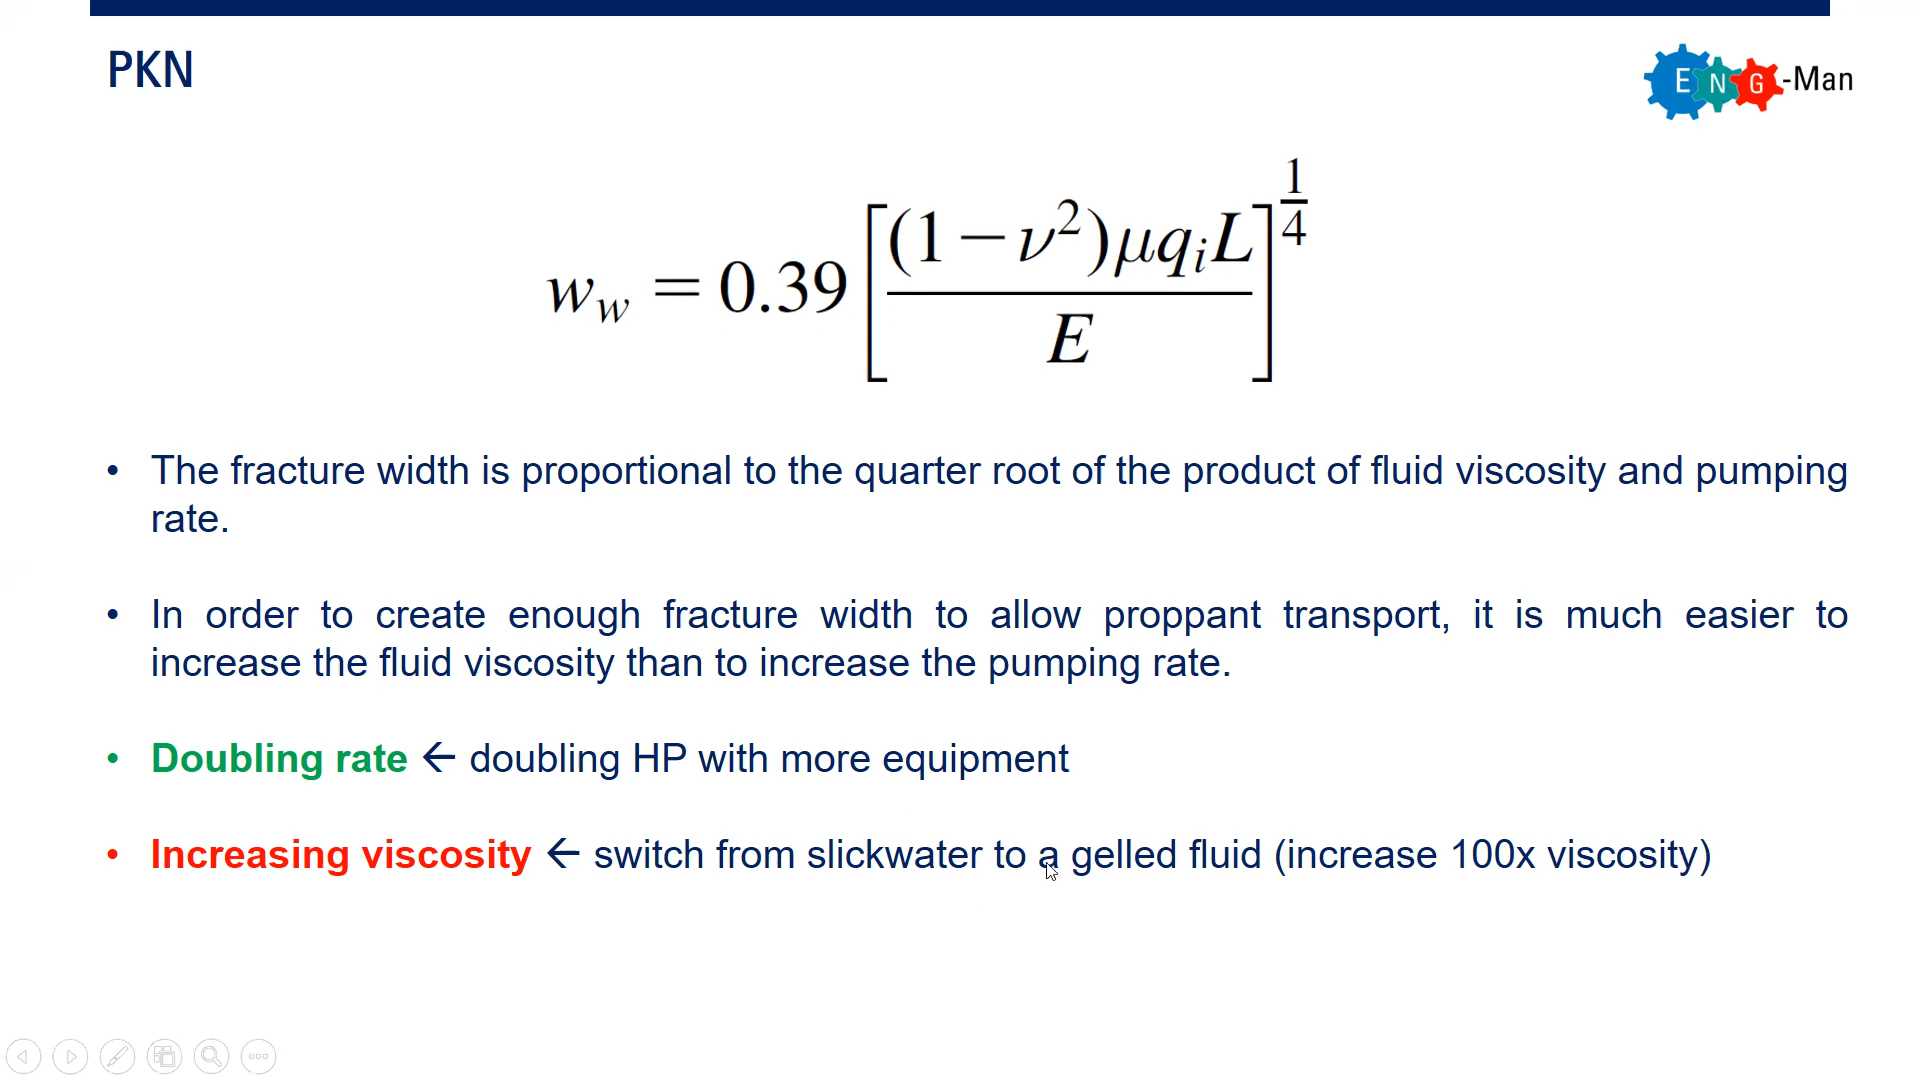 PKN
ENG-Man
w_w = 0.39 [(1−ν²)μq_iL / E]^(1/4)
• The fracture width is proportional to the quarter root of the product of fluid viscosity and pumping
rate.
• In order to create enough fracture width to allow proppant transport, it is much easier to
increase the fluid viscosity than to increase the pumping rate.
• Doubling rate ← doubling HP with more equipment
• Increasing viscosity ← switch from slickwater to a gelled fluid (increase 100x viscosity)